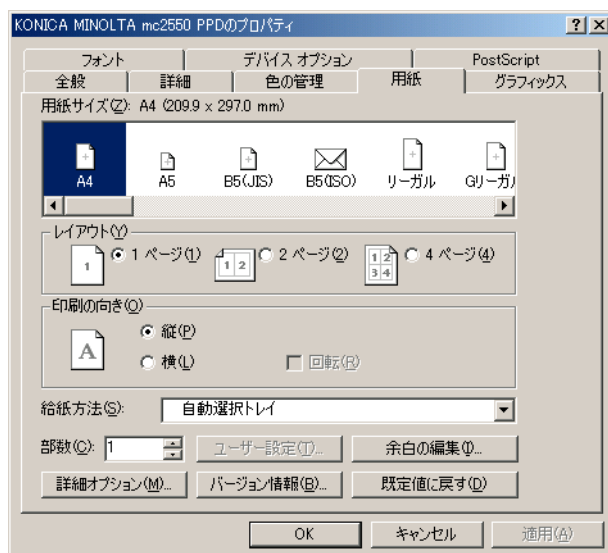 KONICA MINOLTA mc2550 PPDのプロパティ
フォント デバイス オプション PostScript
全般 詳細 色の管理 用紙 グラフィックス
用紙サイズ(Z): A4 (209.9 x 297.0 mm)
A4 A5 B5(JIS) B5(ISO) リーガル Gリーガル
レイアウト(Y)
1 1 ページ(1) 1 2 2 ページ(2) 1 2 3 4 4 ページ(4)
印刷の向き(O)
A 縦(P)
横(L) 回転(R)
給紙方法(S): 自動選択トレイ
部数(C): 1 ユーザー設定(T)... 余白の編集(I)...
詳細オプション(M)... バージョン情報(B)... 既定値に戻す(D)
OK キャンセル 適用(A)